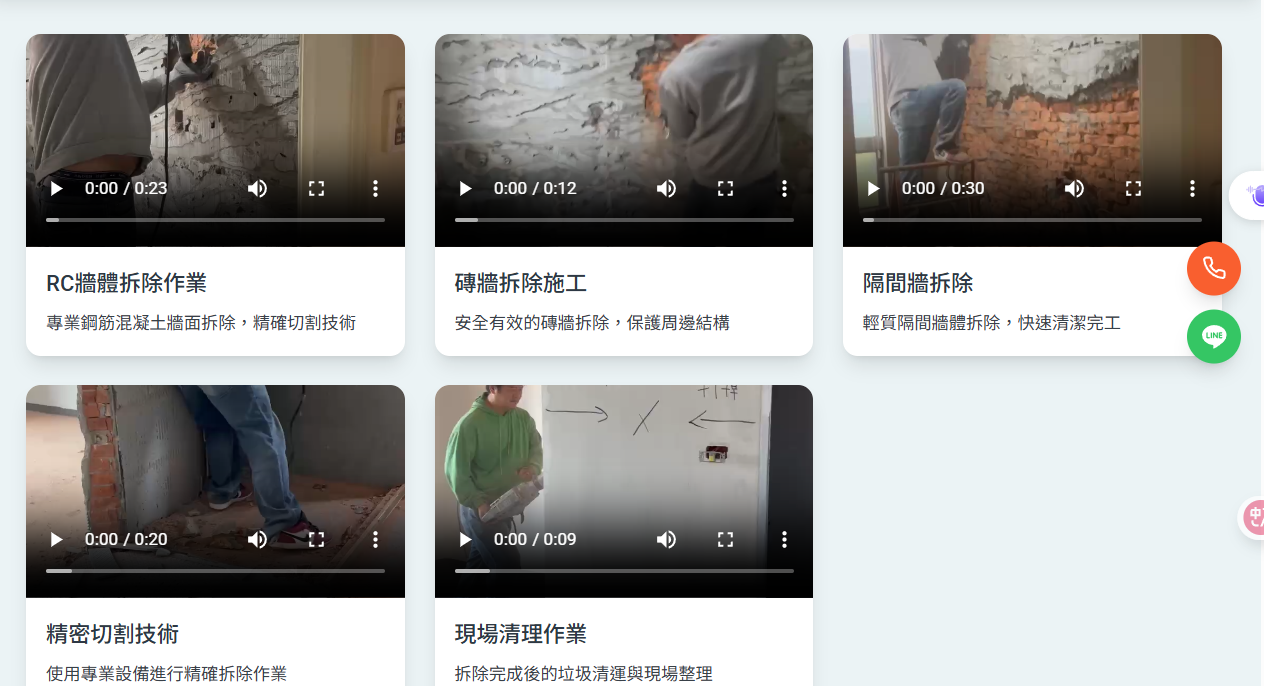 0:00 / 0:23
0:00 / 0:12
0:00 / 0:30
RC牆體拆除作業
磚牆拆除施工
隔間牆拆除
專業鋼筋混凝土牆面拆除，精確切割技術
安全有效的磚牆拆除，保護周邊結構
輕質隔間牆體拆除，快速清潔完工
LINE
0:00 / 0:20
0:00 / 0:09
精密切割技術
現場清理作業
使用專業設備進行精確拆除作業
拆除完成後的垃圾清運與現場整理